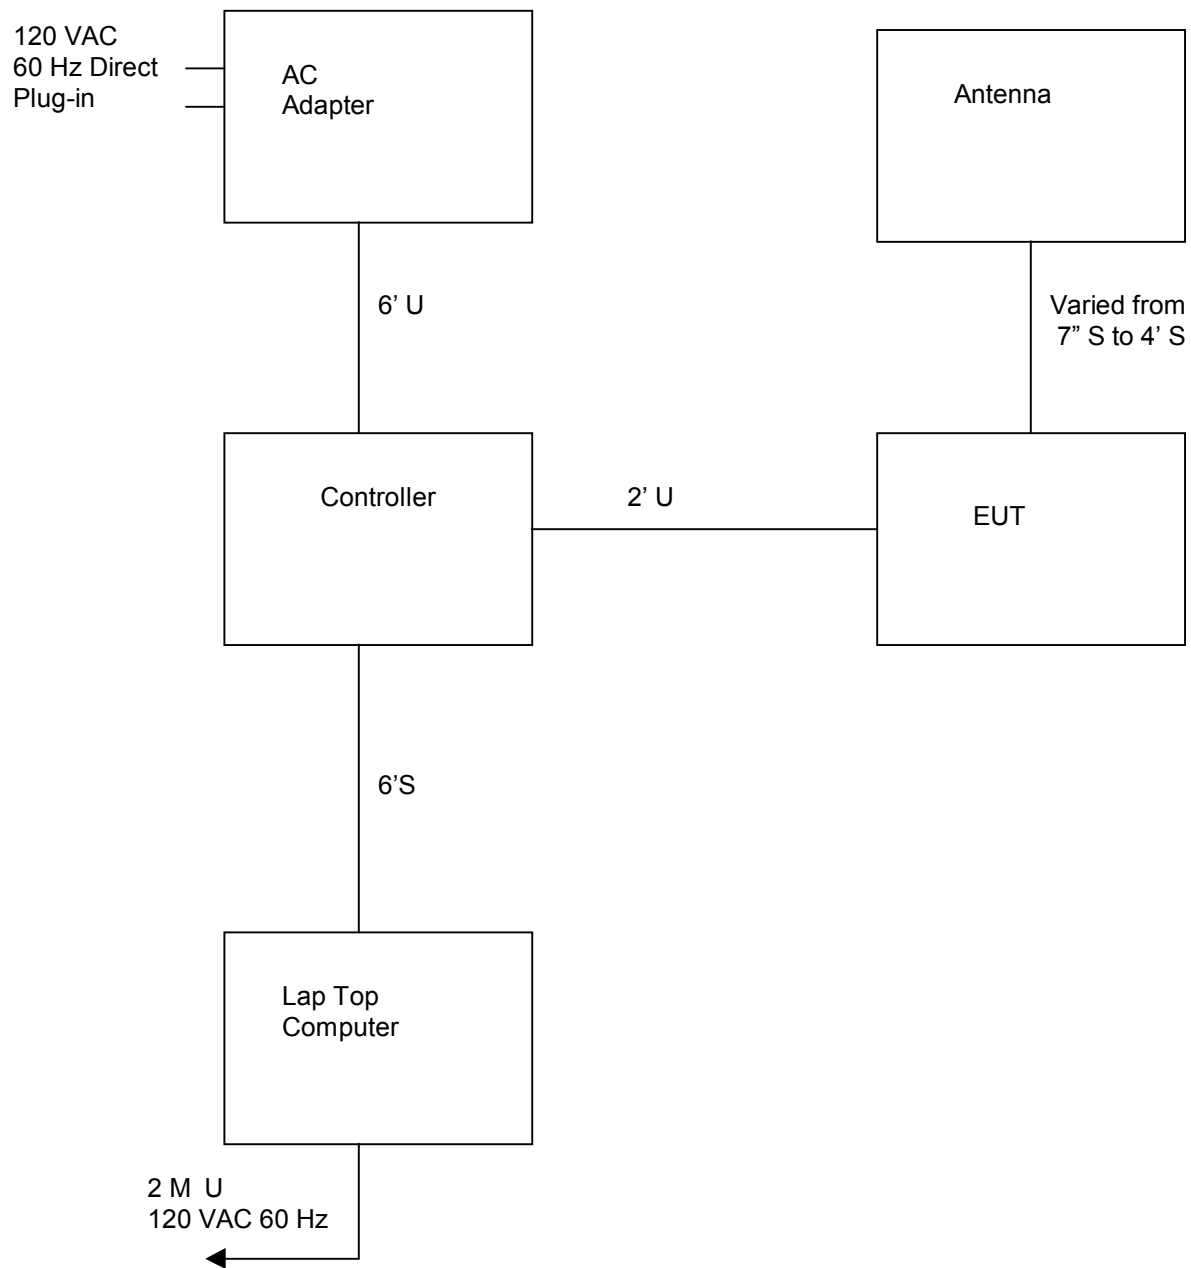 120 VAC
60 Hz Direct
Plug-in
AC
Adapter
Antenna
6’ U
Varied from
7” S to 4’ S
Controller
2’ U
EUT
6’S
Lap Top
Computer
2 M  U
120 VAC 60 Hz